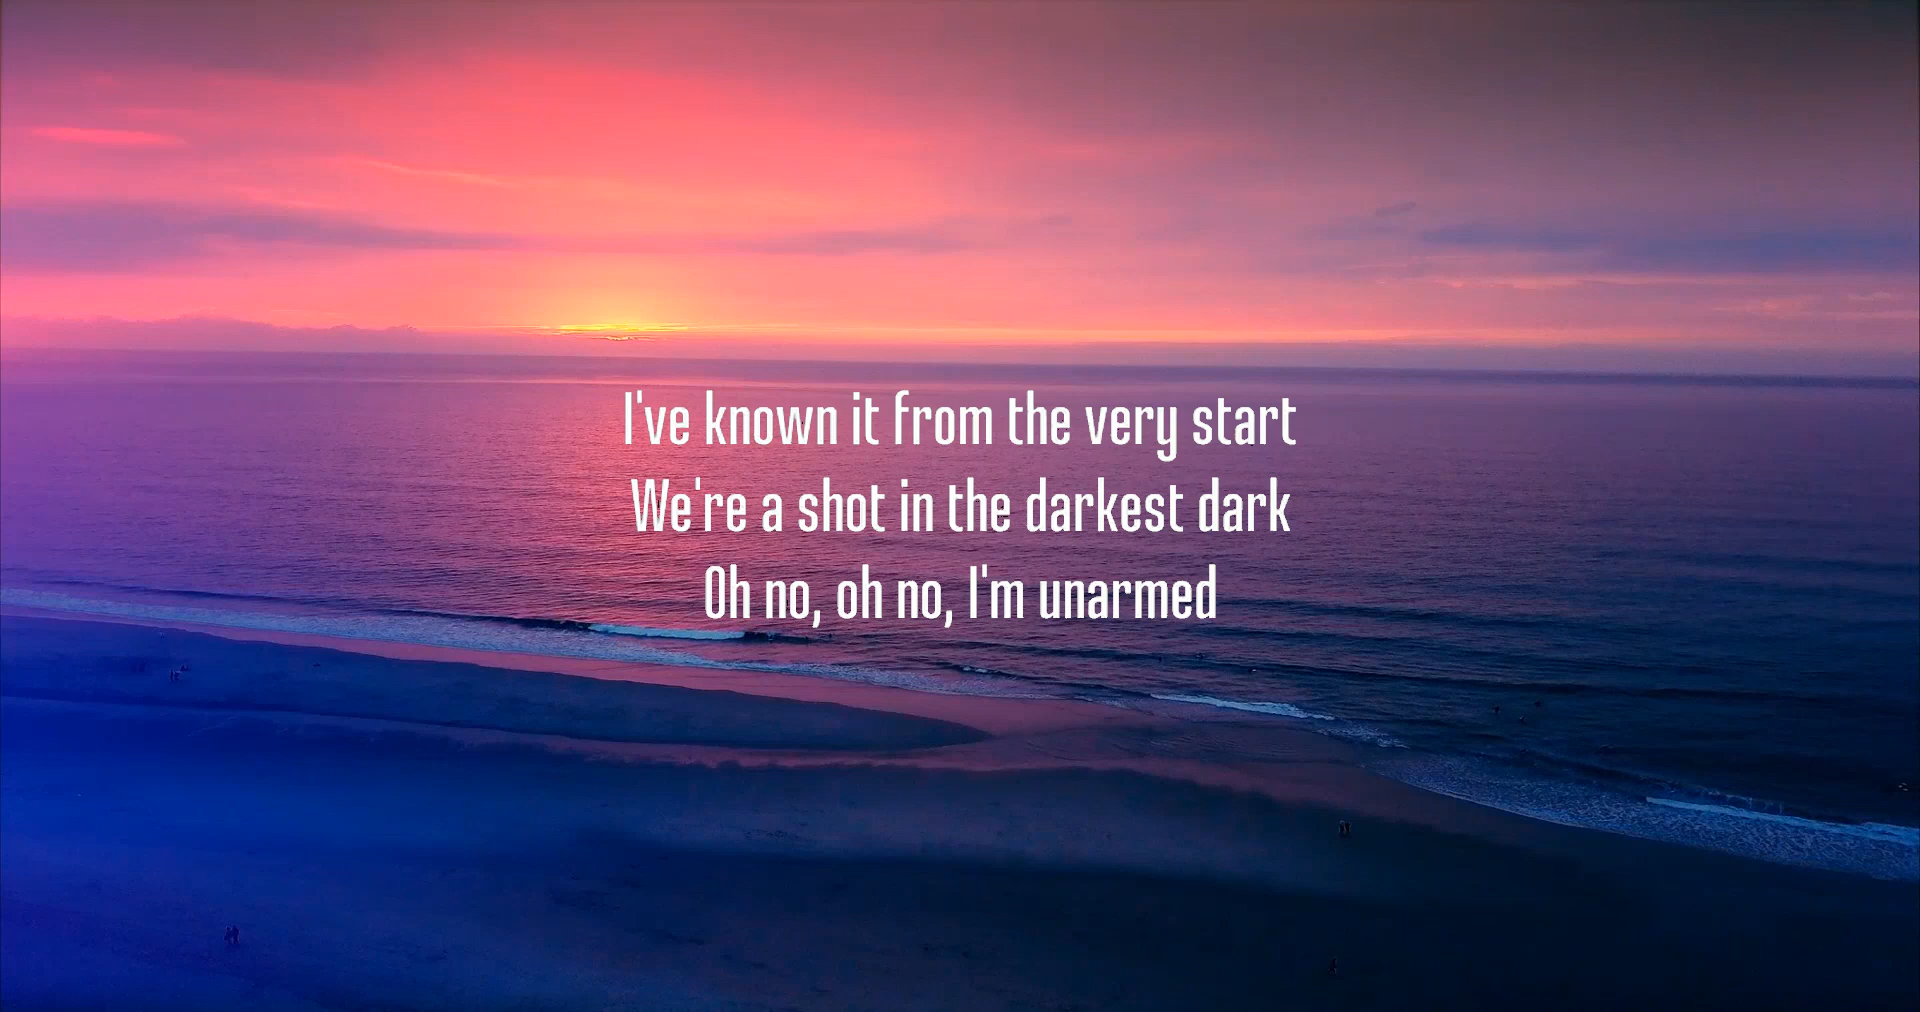 I've known it from the very start
We're a shot in the darkest dark
Oh no, oh no, I'm unarmed